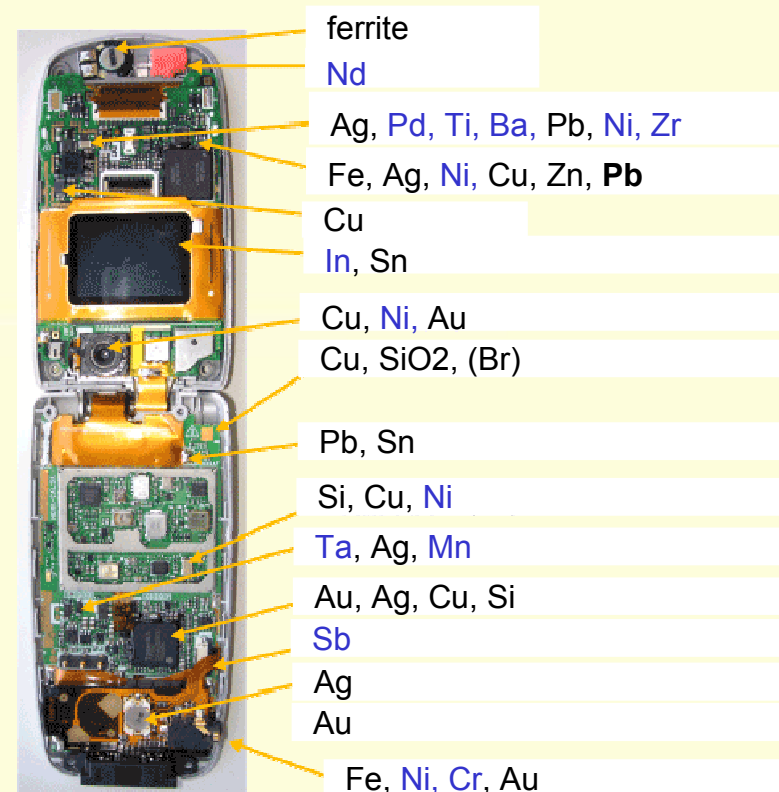 ferrite
Nd
Ag, Pd, Ti, Ba, Pb, Ni, Zr
Fe, Ag, Ni, Cu, Zn, Pb
Cu
In, Sn
Cu, Ni, Au
Cu, SiO2, (Br)
Pb, Sn
Si, Cu, Ni
Ta, Ag, Mn
Au, Ag, Cu, Si
Sb
Ag
Au
Fe, Ni, Cr, Au